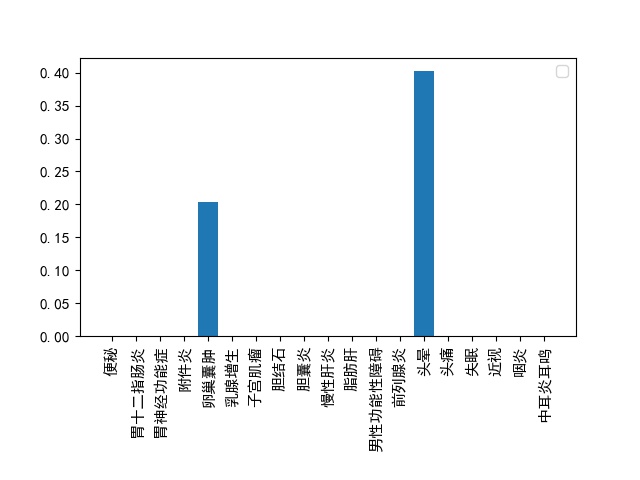 0.40
0.35
0.30
0.25
0.20
0.15
0.10
0.05
0.00
便秘
胃十二指肠炎
胃神经功能症
附件炎
卵巢囊肿
乳腺增生
子宫肌瘤
胆结石
胆囊炎
慢性肝炎
脂肪肝
男性功能性障碍
前列腺炎
头晕
头痛
失眠
近视
咽炎
中耳炎耳鸣